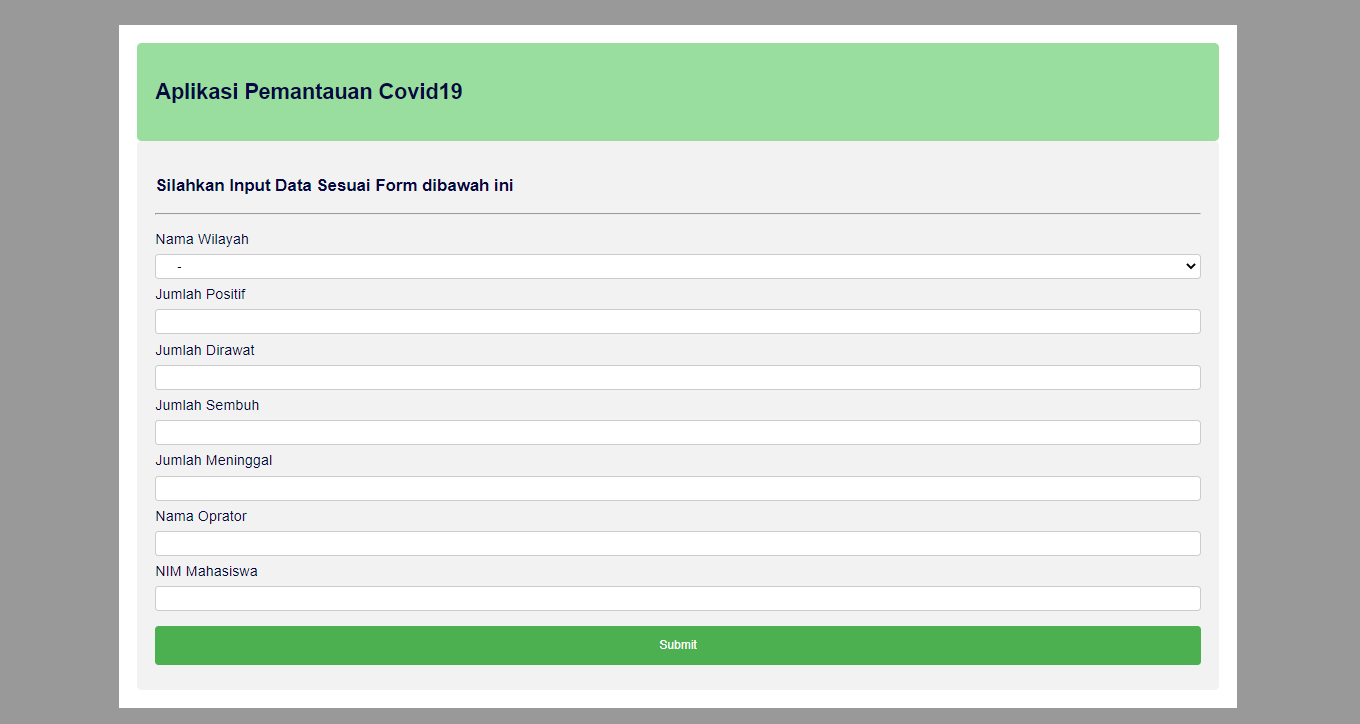 Aplikasi Pemantauan Covid19
Silahkan Input Data Sesuai Form dibawah ini
Nama Wilayah
-
Jumlah Positif
Jumlah Dirawat
Jumlah Sembuh
Jumlah Meninggal
Nama Oprator
NIM Mahasiswa
Submit